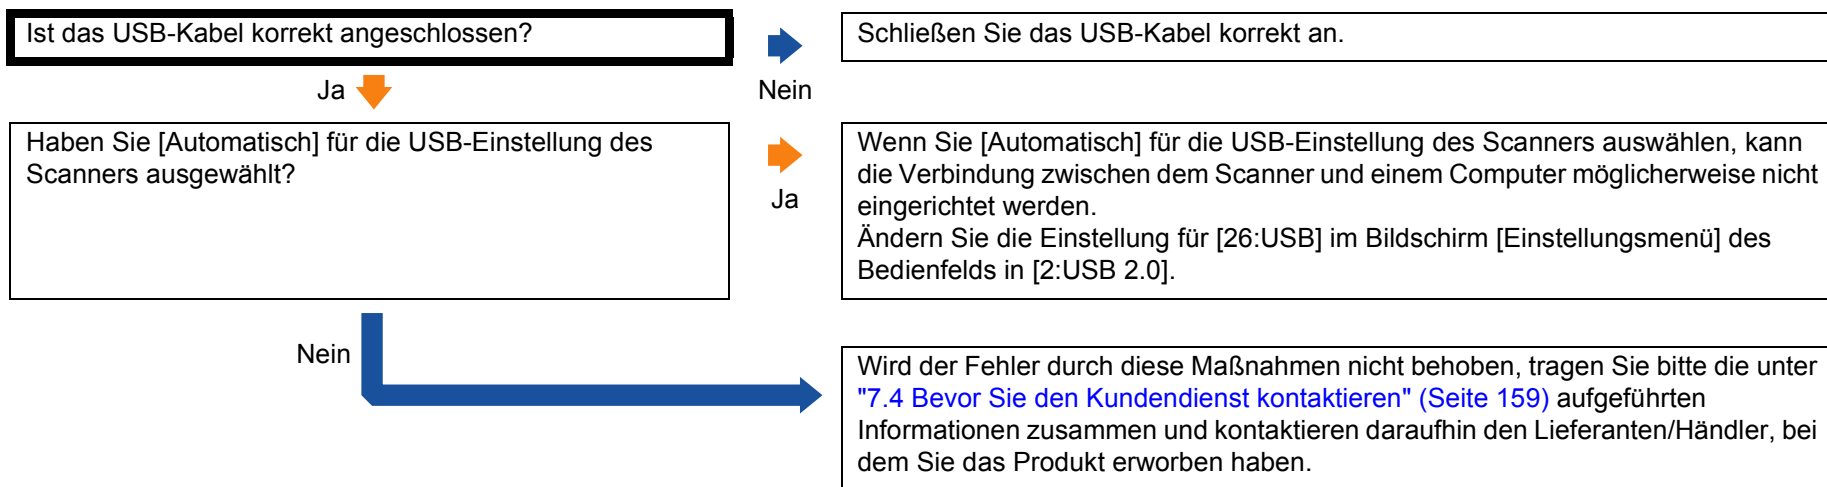 Ist das USB-Kabel korrekt angeschlossen?
Schließen Sie das USB-Kabel korrekt an.
Ja
Nein
Haben Sie [Automatisch] für die USB-Einstellung des
Scanners ausgewählt?
Ja
Wenn Sie [Automatisch] für die USB-Einstellung des Scanners auswählen, kann
die Verbindung zwischen dem Scanner und einem Computer möglicherweise nicht
eingerichtet werden.
Ändern Sie die Einstellung für [26:USB] im Bildschirm [Einstellungsmenü] des
Bedienfelds in [2:USB 2.0].
Nein
Wird der Fehler durch diese Maßnahmen nicht behoben, tragen Sie bitte die unter
"7.4 Bevor Sie den Kundendienst kontaktieren" (Seite 159) aufgeführten
Informationen zusammen und kontaktieren daraufhin den Lieferanten/Händler, bei
dem Sie das Produkt erworben haben.